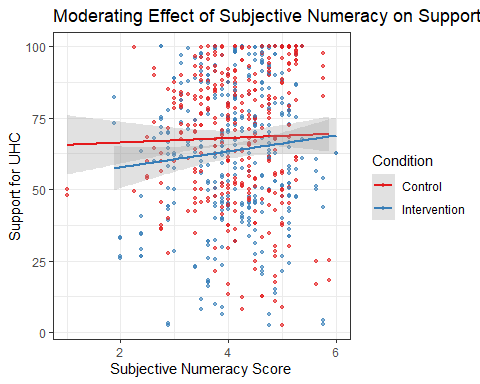 Moderating Effect of Subjective Numeracy on Support
100
75
50
25
0
Support for UHC
2
4
6
Subjective Numeracy Score
Condition
Control
Intervention